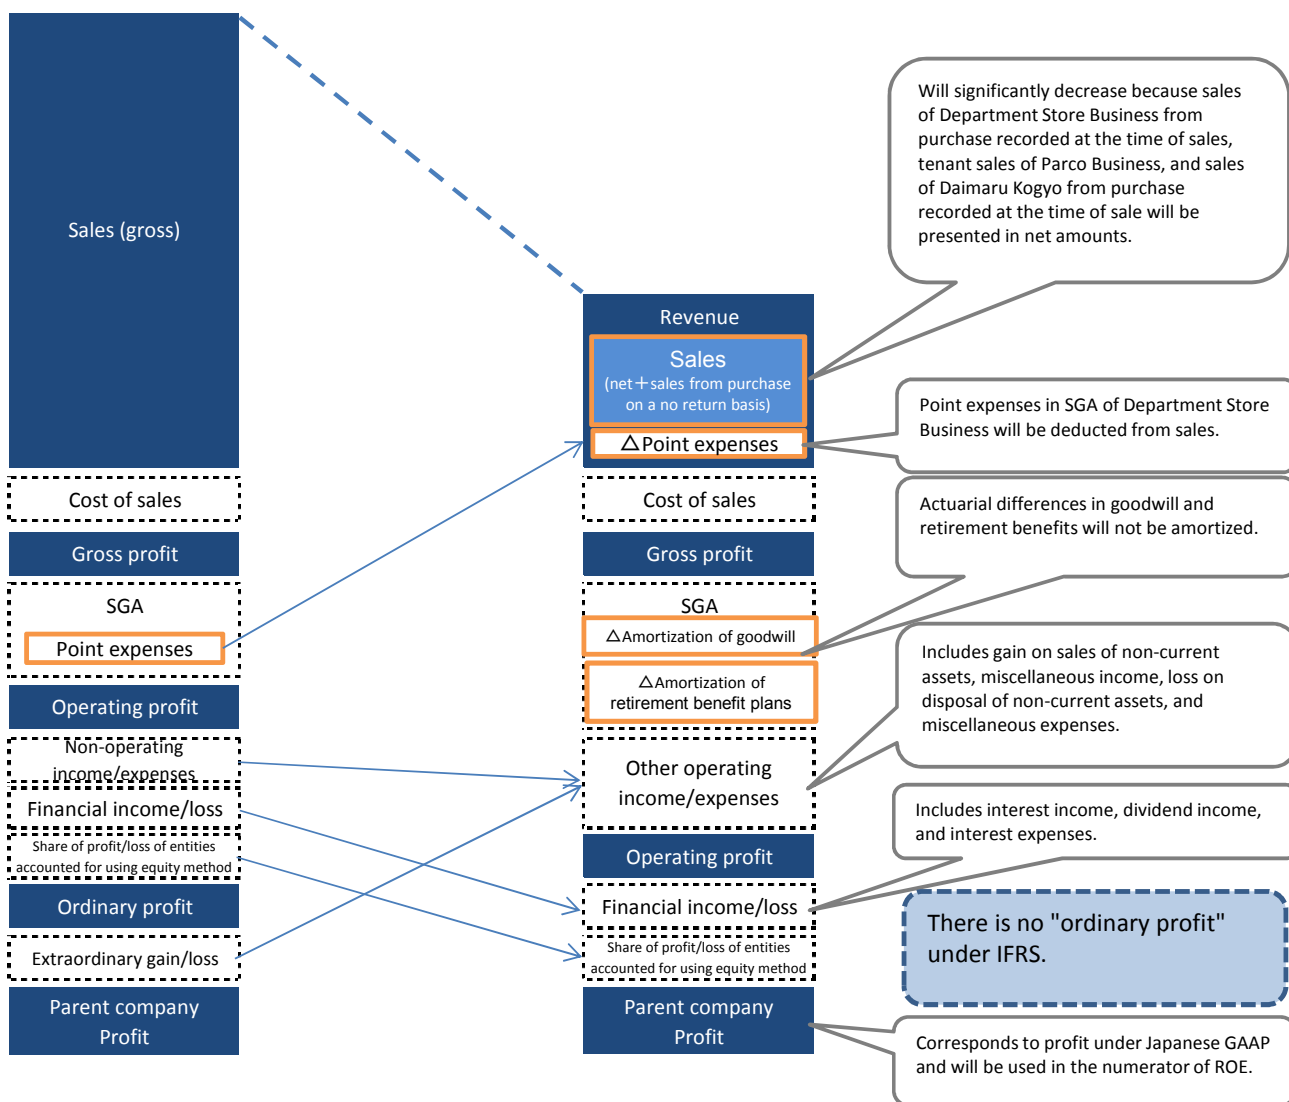 Sales (gross)
Cost of sales
Gross profit
SGA
Point expenses
Operating profit
Non-operating
income/expenses
Financial income/loss
Share of profit/loss of entities
accounted for using equity method
Ordinary profit
Extraordinary gain/loss
Parent company
Profit
Revenue
Sales
(net+sales from purchase
on a no return basis)
△Point expenses
Cost of sales
Gross profit
SGA
△Amortization of goodwill
△Amortization of
retirement benefit plans
Other operating
income/expenses
Operating profit
Financial income/loss
Share of profit/loss of entities
accounted for using equity method
Parent company
Profit
Will significantly decrease because sales
of Department Store Business from
purchase recorded at the time of sales,
tenant sales of Parco Business, and sales
of Daimaru Kogyo from purchase
recorded at the time of sale will be
presented in net amounts.
Point expenses in SGA of Department Store
Business will be deducted from sales.
Actuarial differences in goodwill and
retirement benefits will not be amortized.
Includes gain on sales of non-current
assets, miscellaneous income, loss on
disposal of non-current assets, and
miscellaneous expenses.
Includes interest income, dividend income,
and interest expenses.
There is no "ordinary profit"
under IFRS.
Corresponds to profit under Japanese GAAP
and will be used in the numerator of ROE.